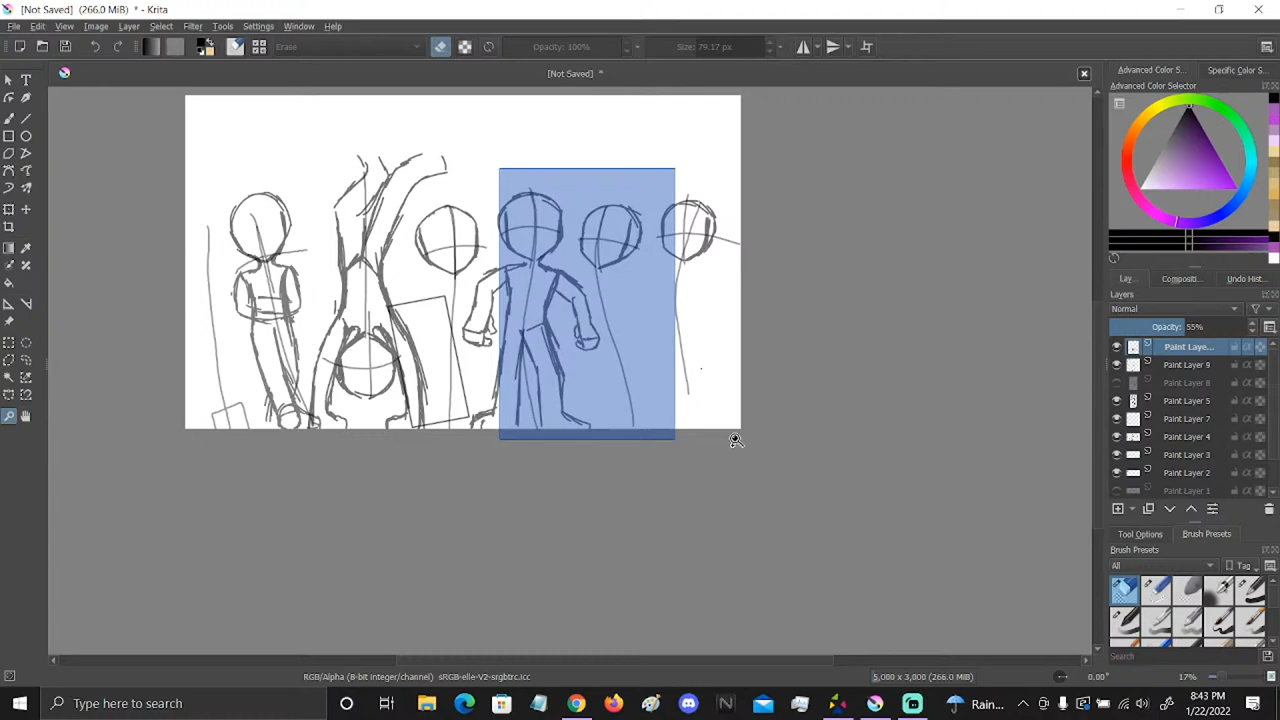 [Not Saved] (266.0 MiB) * - Krita
File Edit View Image Layer Select Filter Tools Settings Window Help
Erase Opacity: 100% Size: 79.17 px
[Not Saved] *
Advanced Color S... Specific Color S...
Advanced Color Selector
Lay... Compositi... Undo Hist...
Layers
Normal
Opacity: 55%
Paint Laye...
Paint Layer 9
Paint Layer 8
Paint Layer 5
Paint Layer 7
Paint Layer 4
Paint Layer 3
Paint Layer 2
Paint Layer 1
Tool Options Brush Presets
Brush Presets
All Tag
Search
RGB/Alpha (8-bit integer/channel) sRGB-elle-V2-srgbtrc.icc 5,000 x 3,000 (266.0 MiB) 0.00° 17%
Type here to search Rain... 8:43 PM
1/22/2022